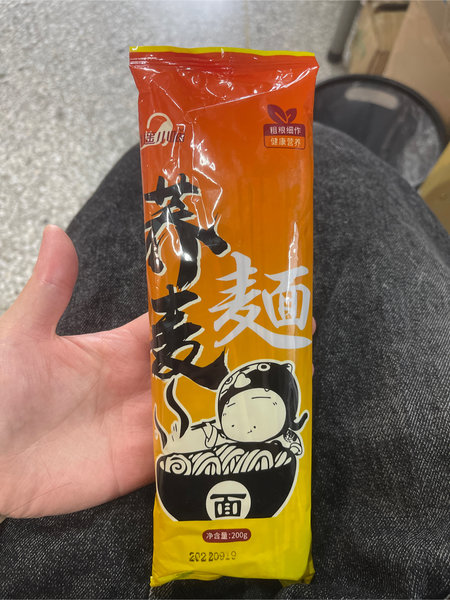 粗粮细作
健康营养
荞麦
麵
面
净含量:200g
20220919